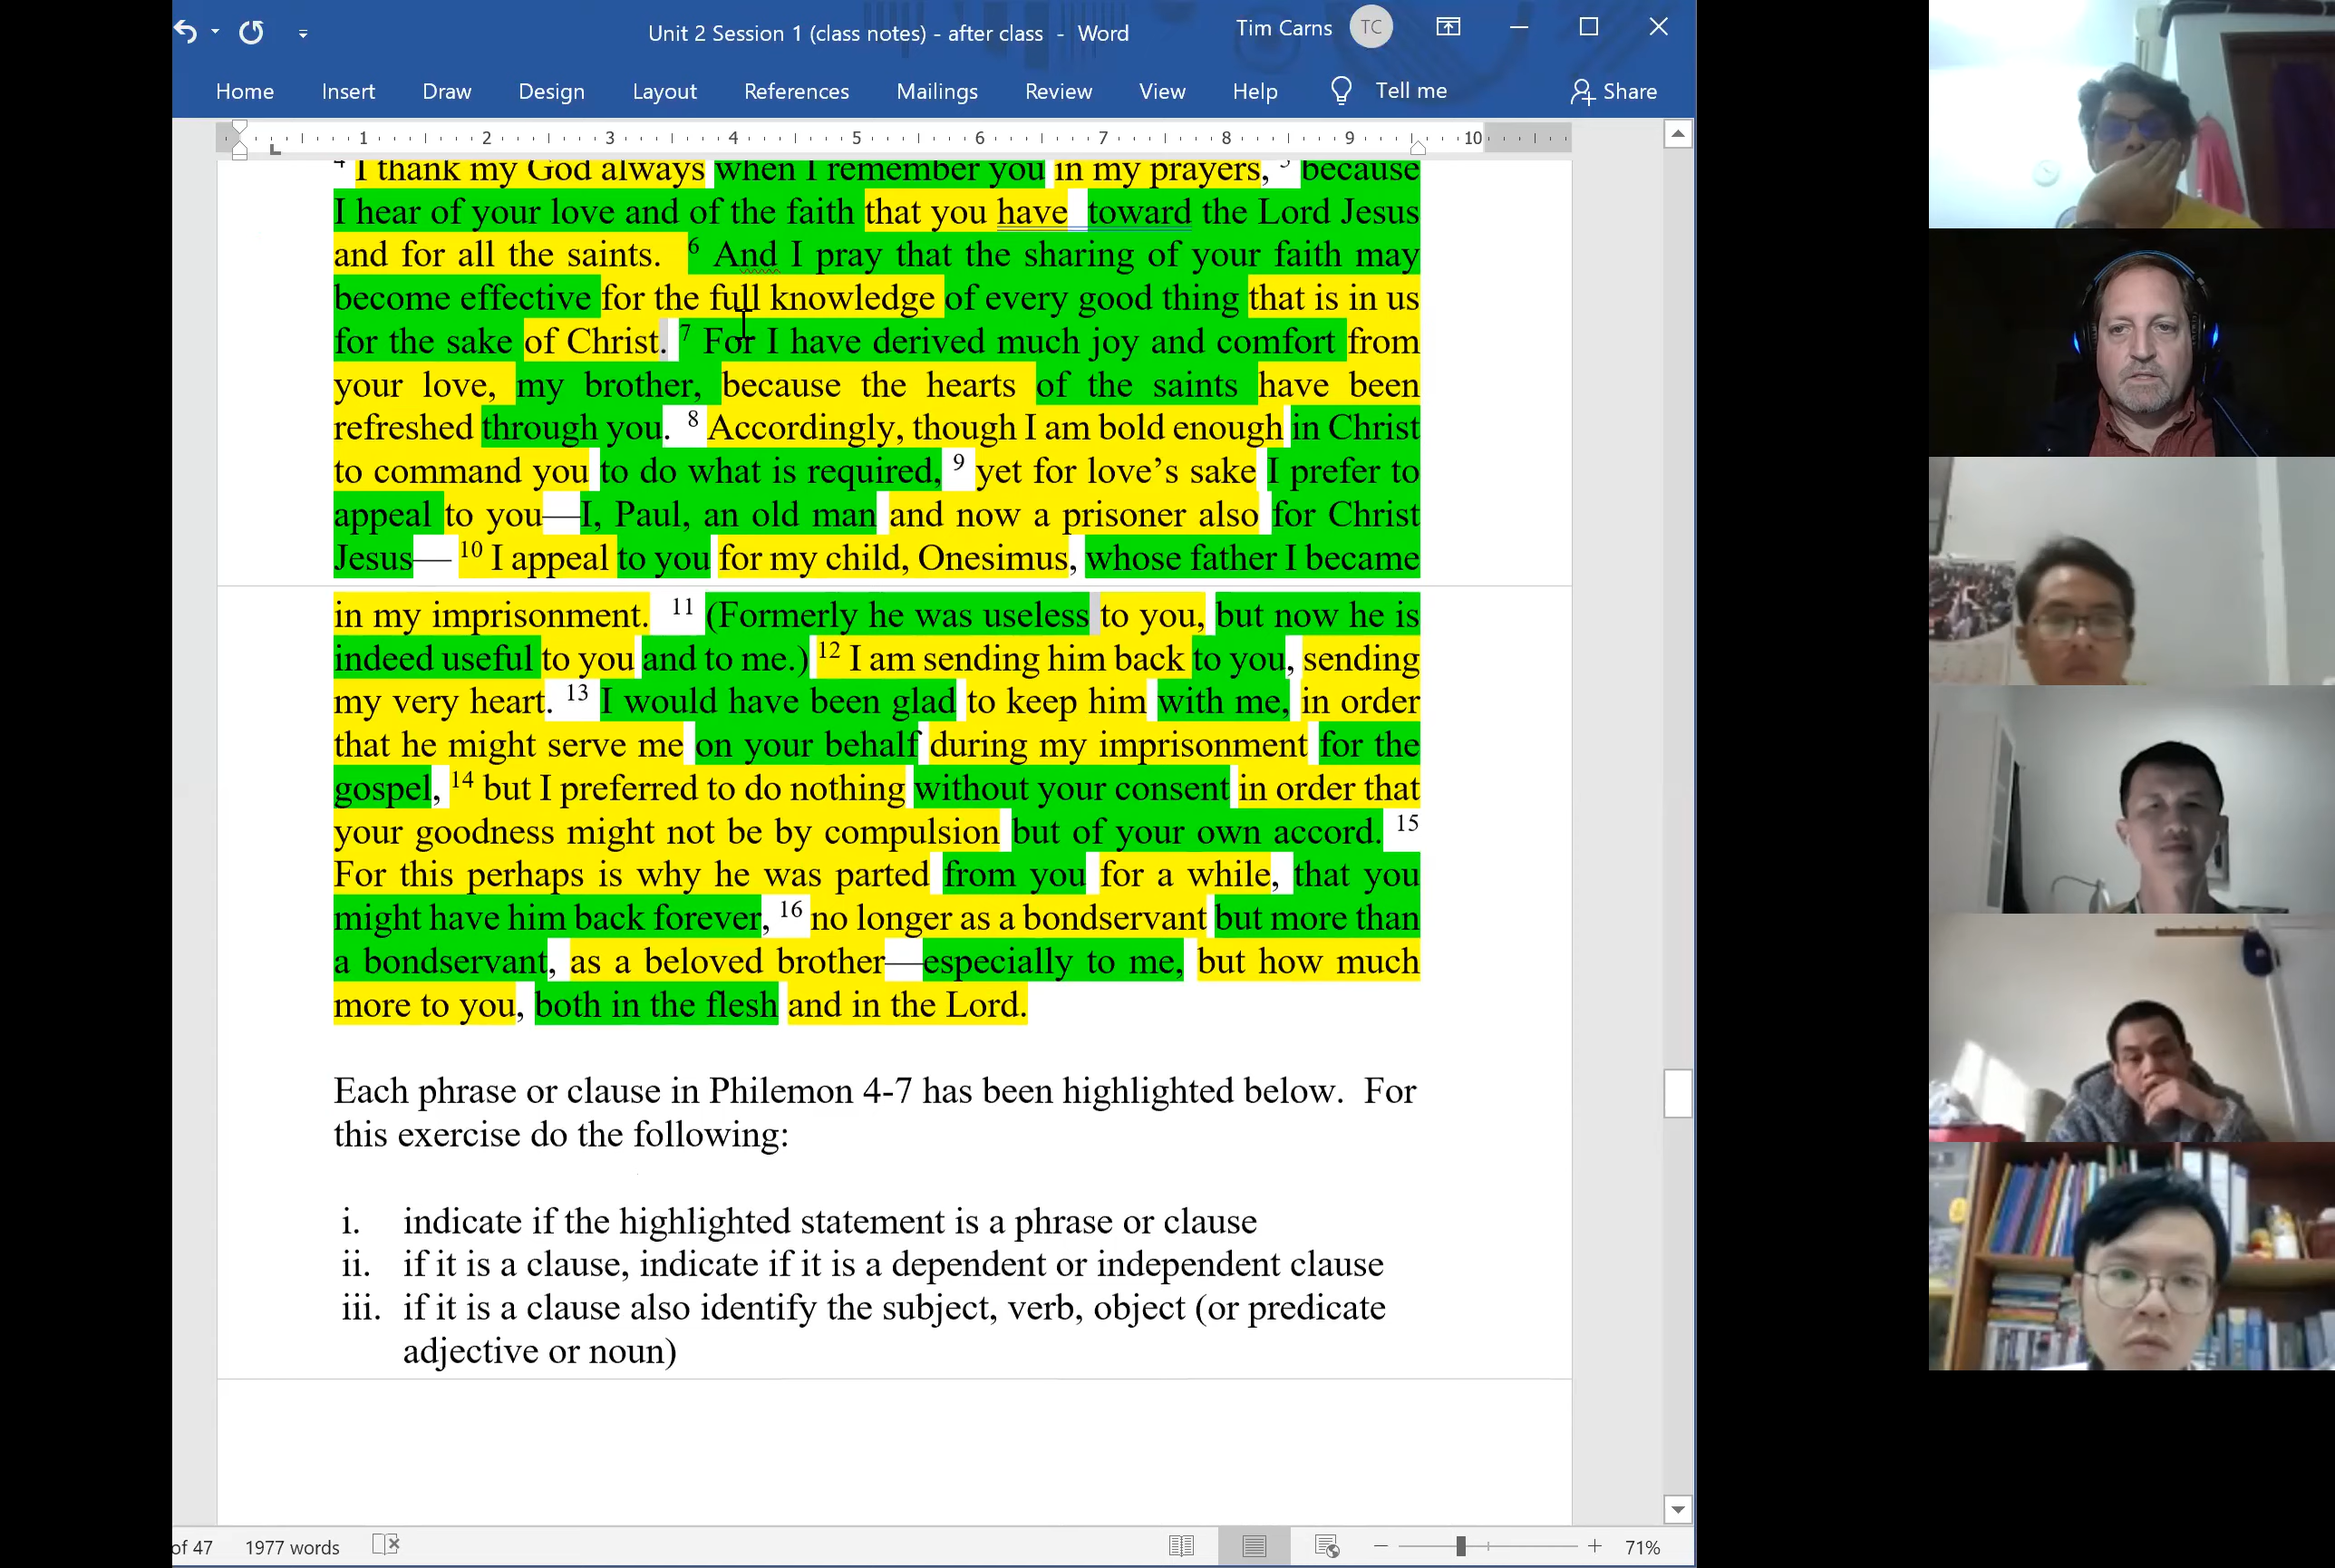 Unit 2 Session 1 (class notes) - after class - Word
Tim Carns TC
Home Insert Draw Design Layout References Mailings Review View Help Tell me Share
1 2 3 4 5 6 7 8 9 10
4 I thank my God always when I remember you in my prayers, 5 because
I hear of your love and of the faith that you have toward the Lord Jesus
and for all the saints. 6 And I pray that the sharing of your faith may
become effective for the full knowledge of every good thing that is in us
for the sake of Christ. 7 For I have derived much joy and comfort from
your love, my brother, because the hearts of the saints have been
refreshed through you. 8 Accordingly, though I am bold enough in Christ
to command you to do what is required, 9 yet for love’s sake I prefer to
appeal to you—I, Paul, an old man and now a prisoner also for Christ
Jesus— 10 I appeal to you for my child, Onesimus, whose father I became
in my imprisonment. 11 (Formerly he was useless to you, but now he is
indeed useful to you and to me.) 12 I am sending him back to you, sending
my very heart. 13 I would have been glad to keep him with me, in order
that he might serve me on your behalf during my imprisonment for the
gospel, 14 but I preferred to do nothing without your consent in order that
your goodness might not be by compulsion but of your own accord. 15
For this perhaps is why he was parted from you for a while, that you
might have him back forever, 16 no longer as a bondservant but more than
a bondservant, as a beloved brother—especially to me, but how much
more to you, both in the flesh and in the Lord.
Each phrase or clause in Philemon 4-7 has been highlighted below. For
this exercise do the following:
i. indicate if the highlighted statement is a phrase or clause
ii. if it is a clause, indicate if it is a dependent or independent clause
iii. if it is a clause also identify the subject, verb, object (or predicate
adjective or noun)
of 47 1977 words 71%